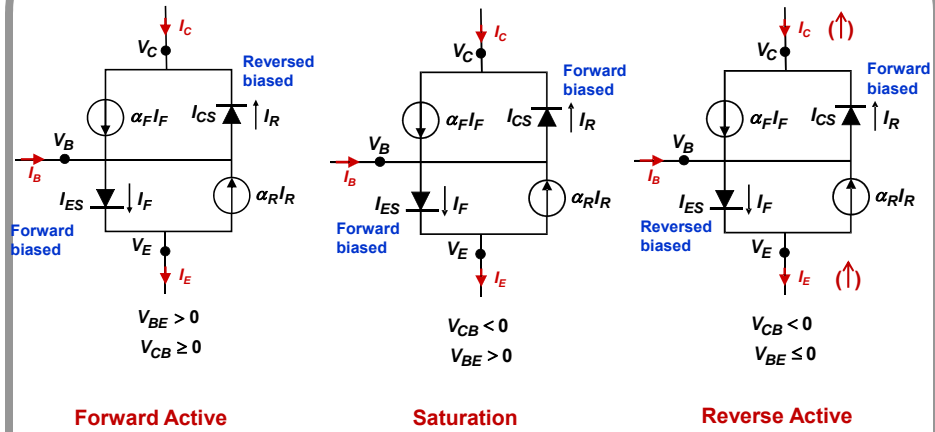 I_C
V_C
Reversed
biased
α_F I_F
I_CS
I_R
V_B
I_B
I_ES
I_F
α_R I_R
Forward
biased
V_E
I_E
V_BE > 0
V_CB ≥ 0
Forward Active
I_C
V_C
Forward
biased
α_F I_F
I_CS
I_R
V_B
I_B
I_ES
I_F
α_R I_R
Forward
biased
V_E
I_E
V_CB < 0
V_BE > 0
Saturation
I_C (↑)
V_C
Forward
biased
α_F I_F
I_CS
I_R
V_B
I_B
I_ES
I_F
α_R I_R
Reversed
biased
V_E
I_E (↑)
V_CB < 0
V_BE ≤ 0
Reverse Active